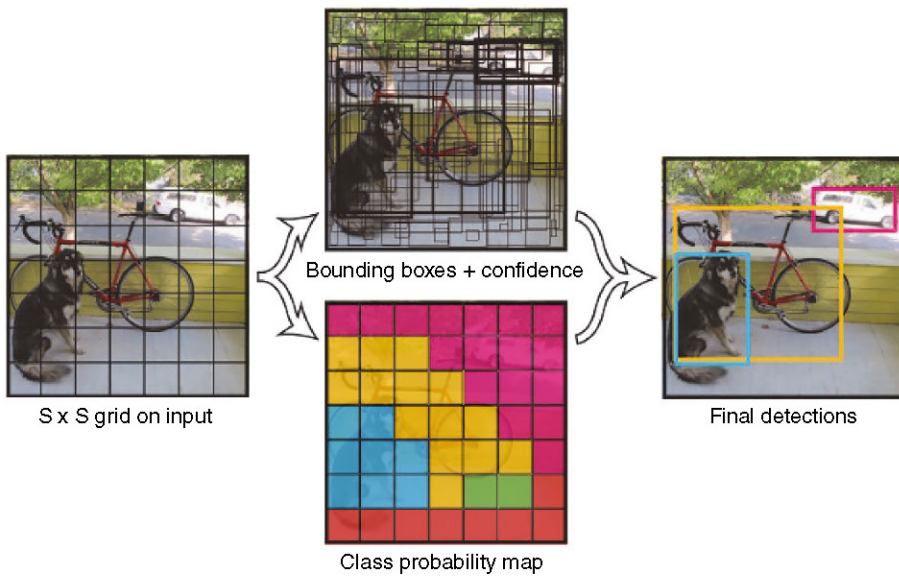 S x S grid on input
Bounding boxes + confidence
Class probability map
Final detections